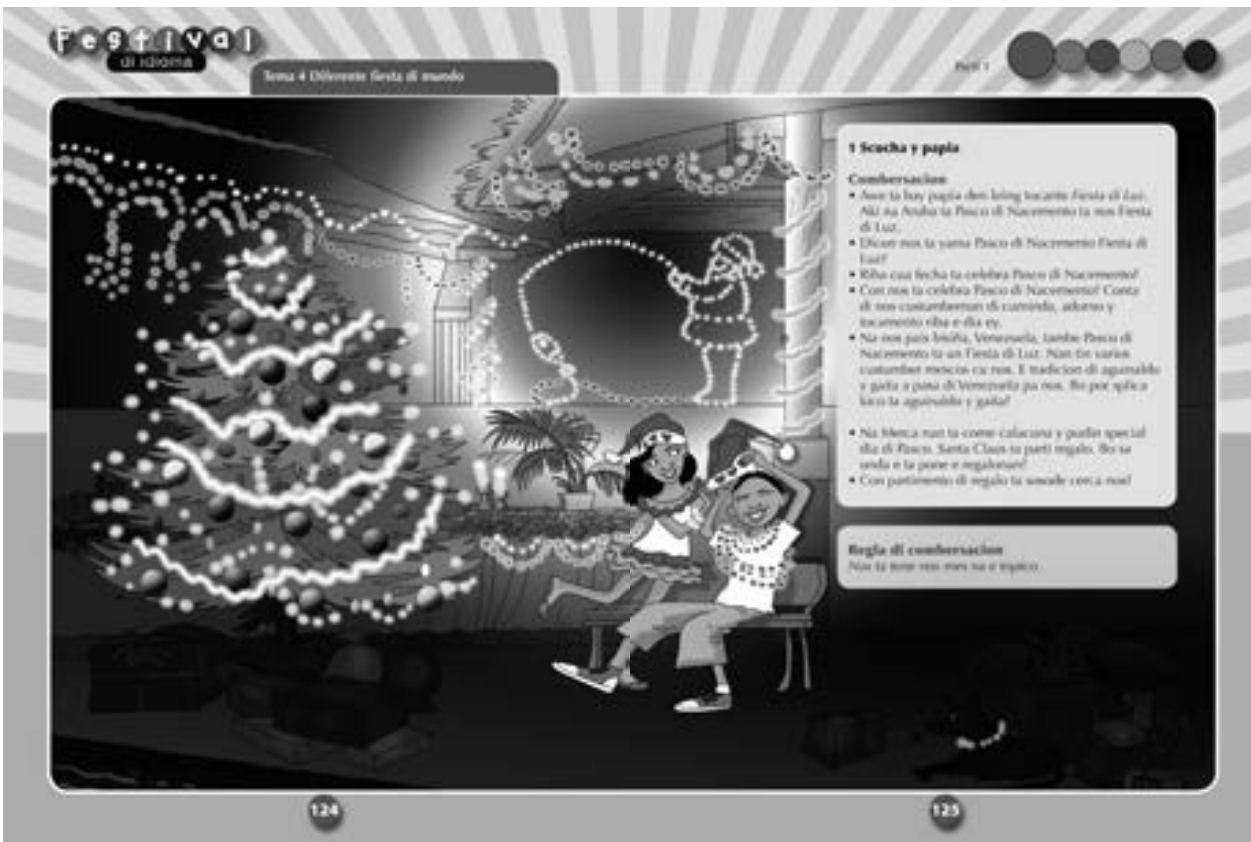 Festival
di idioma
Tema 4 Diferente fiesta di mundo
Parti 1
1 Scucha y papia
Combersacion
• Awe ta bay papia den kring tocante Fiesta di Luz.
Aki na Aruba ta Pasco di Nacemento ta nos Fiesta
di Luz.
• Dicon nos ta yama Pasco di Nacemento Fiesta di
Luz?
• Riba cua fecha ta celebra Pasco di Nacemento?
• Con nos ta celebra Pasco di Nacemento? Conta
di nos custumbernan di cuminda, adorno y
tocamento riba e dia ey.
• Na nos pais bisiña, Venezuela, tambe Pasco di
Nacemento ta un Fiesta di Luz. Nan tin varios
custumber mescos cu nos. E tradicion di aguinaldo
y gaita a pasa di Venezuela pa nos. Bo por splica
kico ta aguinaldo y gaita?
• Na Merca nan ta come calacuna y pudin special
dia di Pasco. Santa Claus ta parti regalo. Bo sa
unda e ta pone e regalonan?
• Con partimento di regalo ta sosode cerca nos?
Regla di combersacion
Nos ta tene nos mes na e topico.
124
125